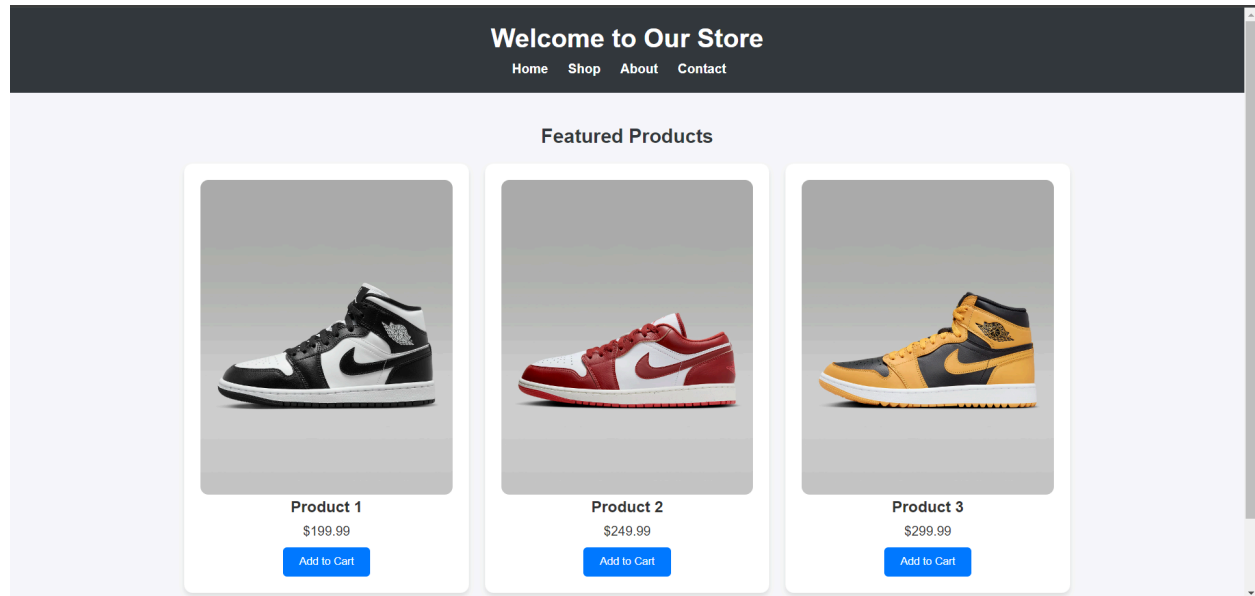 Welcome to Our Store
Home Shop About Contact
Featured Products
Product 1
$199.99
Add to Cart
Product 2
$249.99
Add to Cart
Product 3
$299.99
Add to Cart